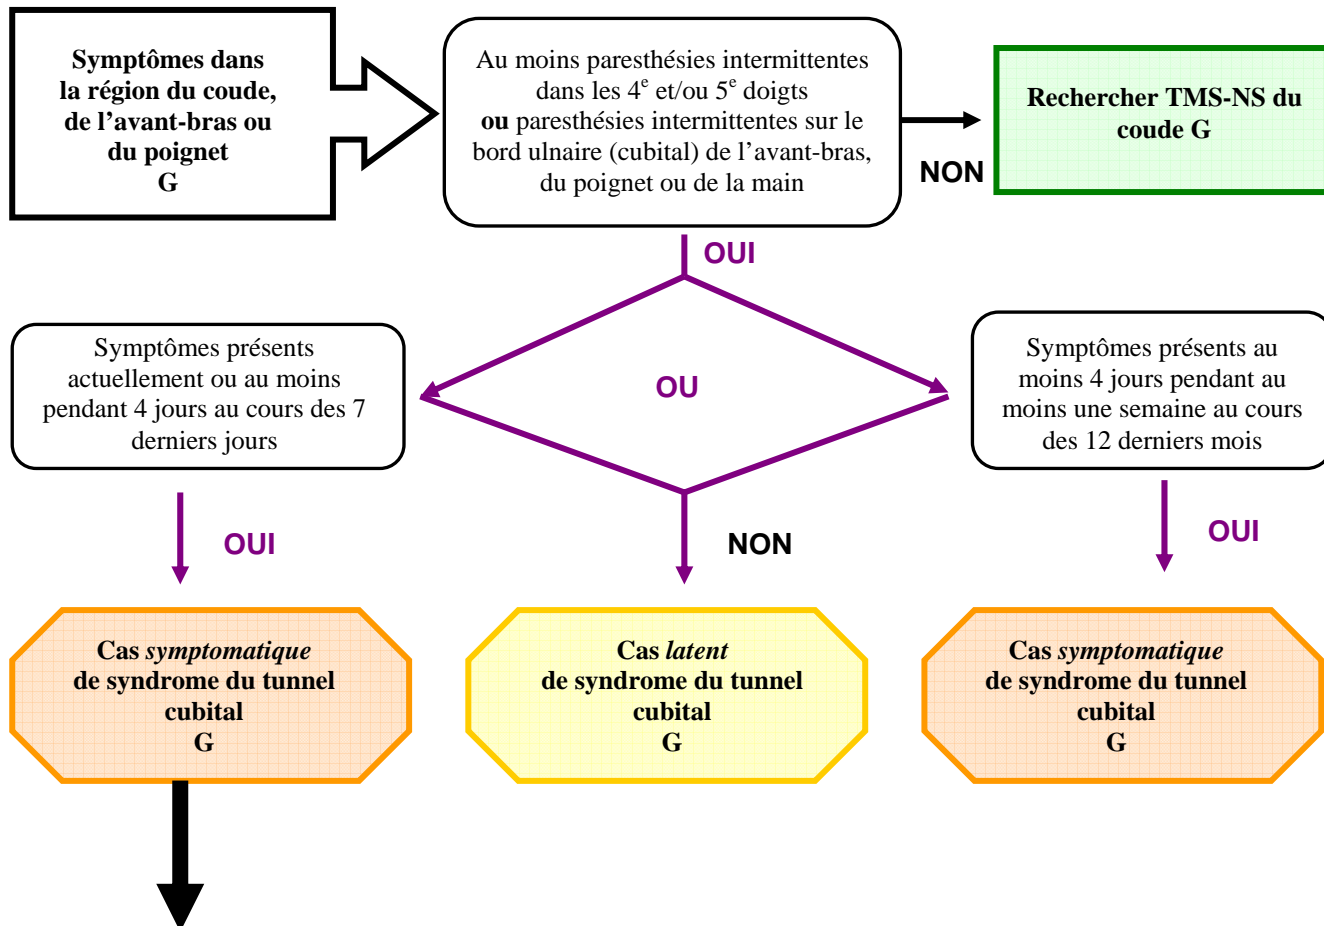 Symptômes dans
la région du coude,
de l'avant-bras ou
du poignet
G
Au moins paresthésies intermittentes
dans les 4e et/ou 5e doigts
ou paresthésies intermittentes sur le
bord ulnaire (cubital) de l'avant-bras,
du poignet ou de la main
NON
Rechercher TMS-NS du
coude G
OUI
Symptômes présents
actuellement ou au moins
pendant 4 jours au cours des 7
derniers jours
OU
Symptômes présents au
moins 4 jours pendant au
moins une semaine au cours
des 12 derniers mois
OUI
NON
OUI
Cas symptomatique
de syndrome du tunnel
cubital
G
Cas latent
de syndrome du tunnel
cubital
G
Cas symptomatique
de syndrome du tunnel
cubital
G